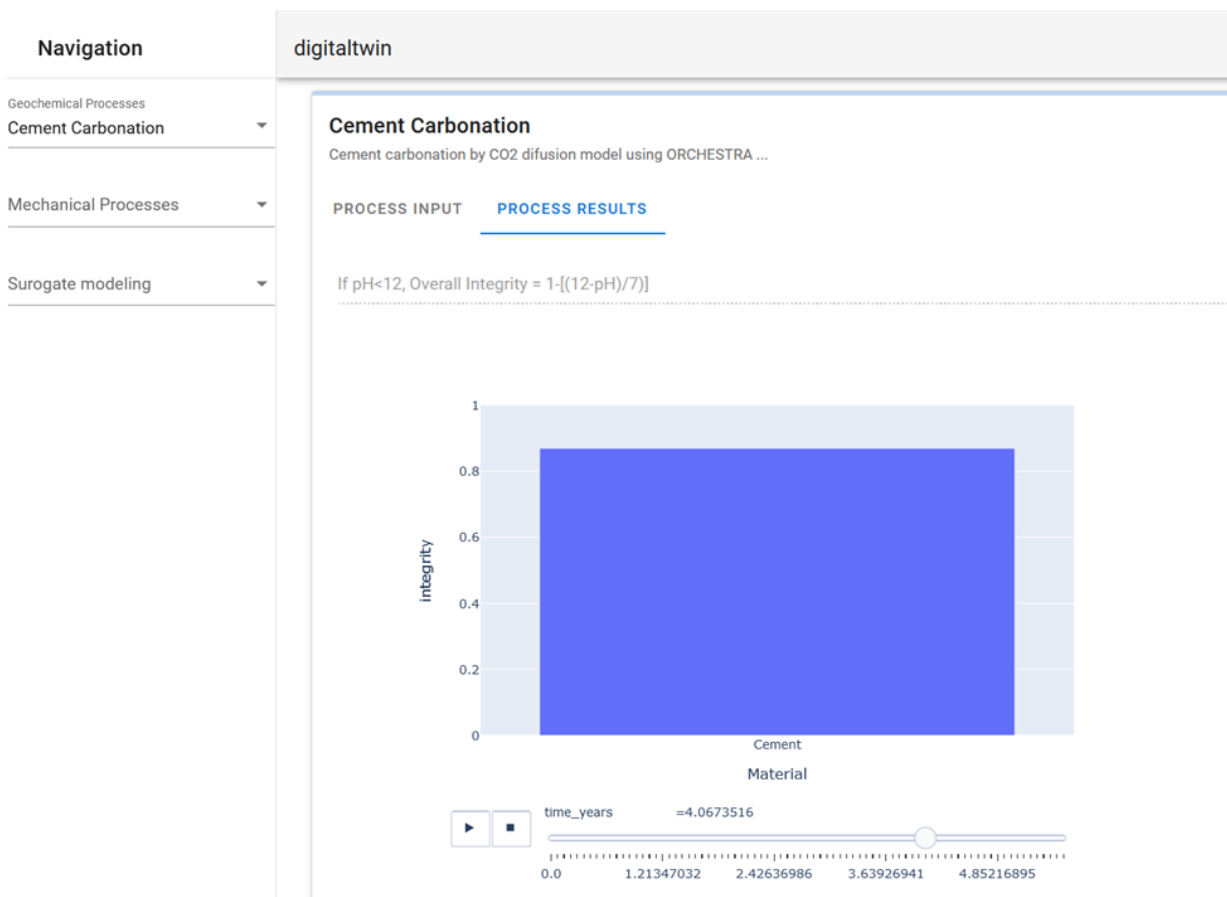 Navigation
digitaltwin
Geochemical Processes
Cement Carbonation
Mechanical Processes
Surogate modeling
Cement Carbonation
Cement carbonation by CO2 difusion model using ORCHESTRA ...
PROCESS INPUT PROCESS RESULTS
If pH<12, Overall Integrity = 1-[(12-pH)/7)]
1
0.8
0.6
0.4
0.2
0
integrity
Cement
Material
time_years =4.0673516
0.0 1.21347032 2.42636986 3.63926941 4.85216895